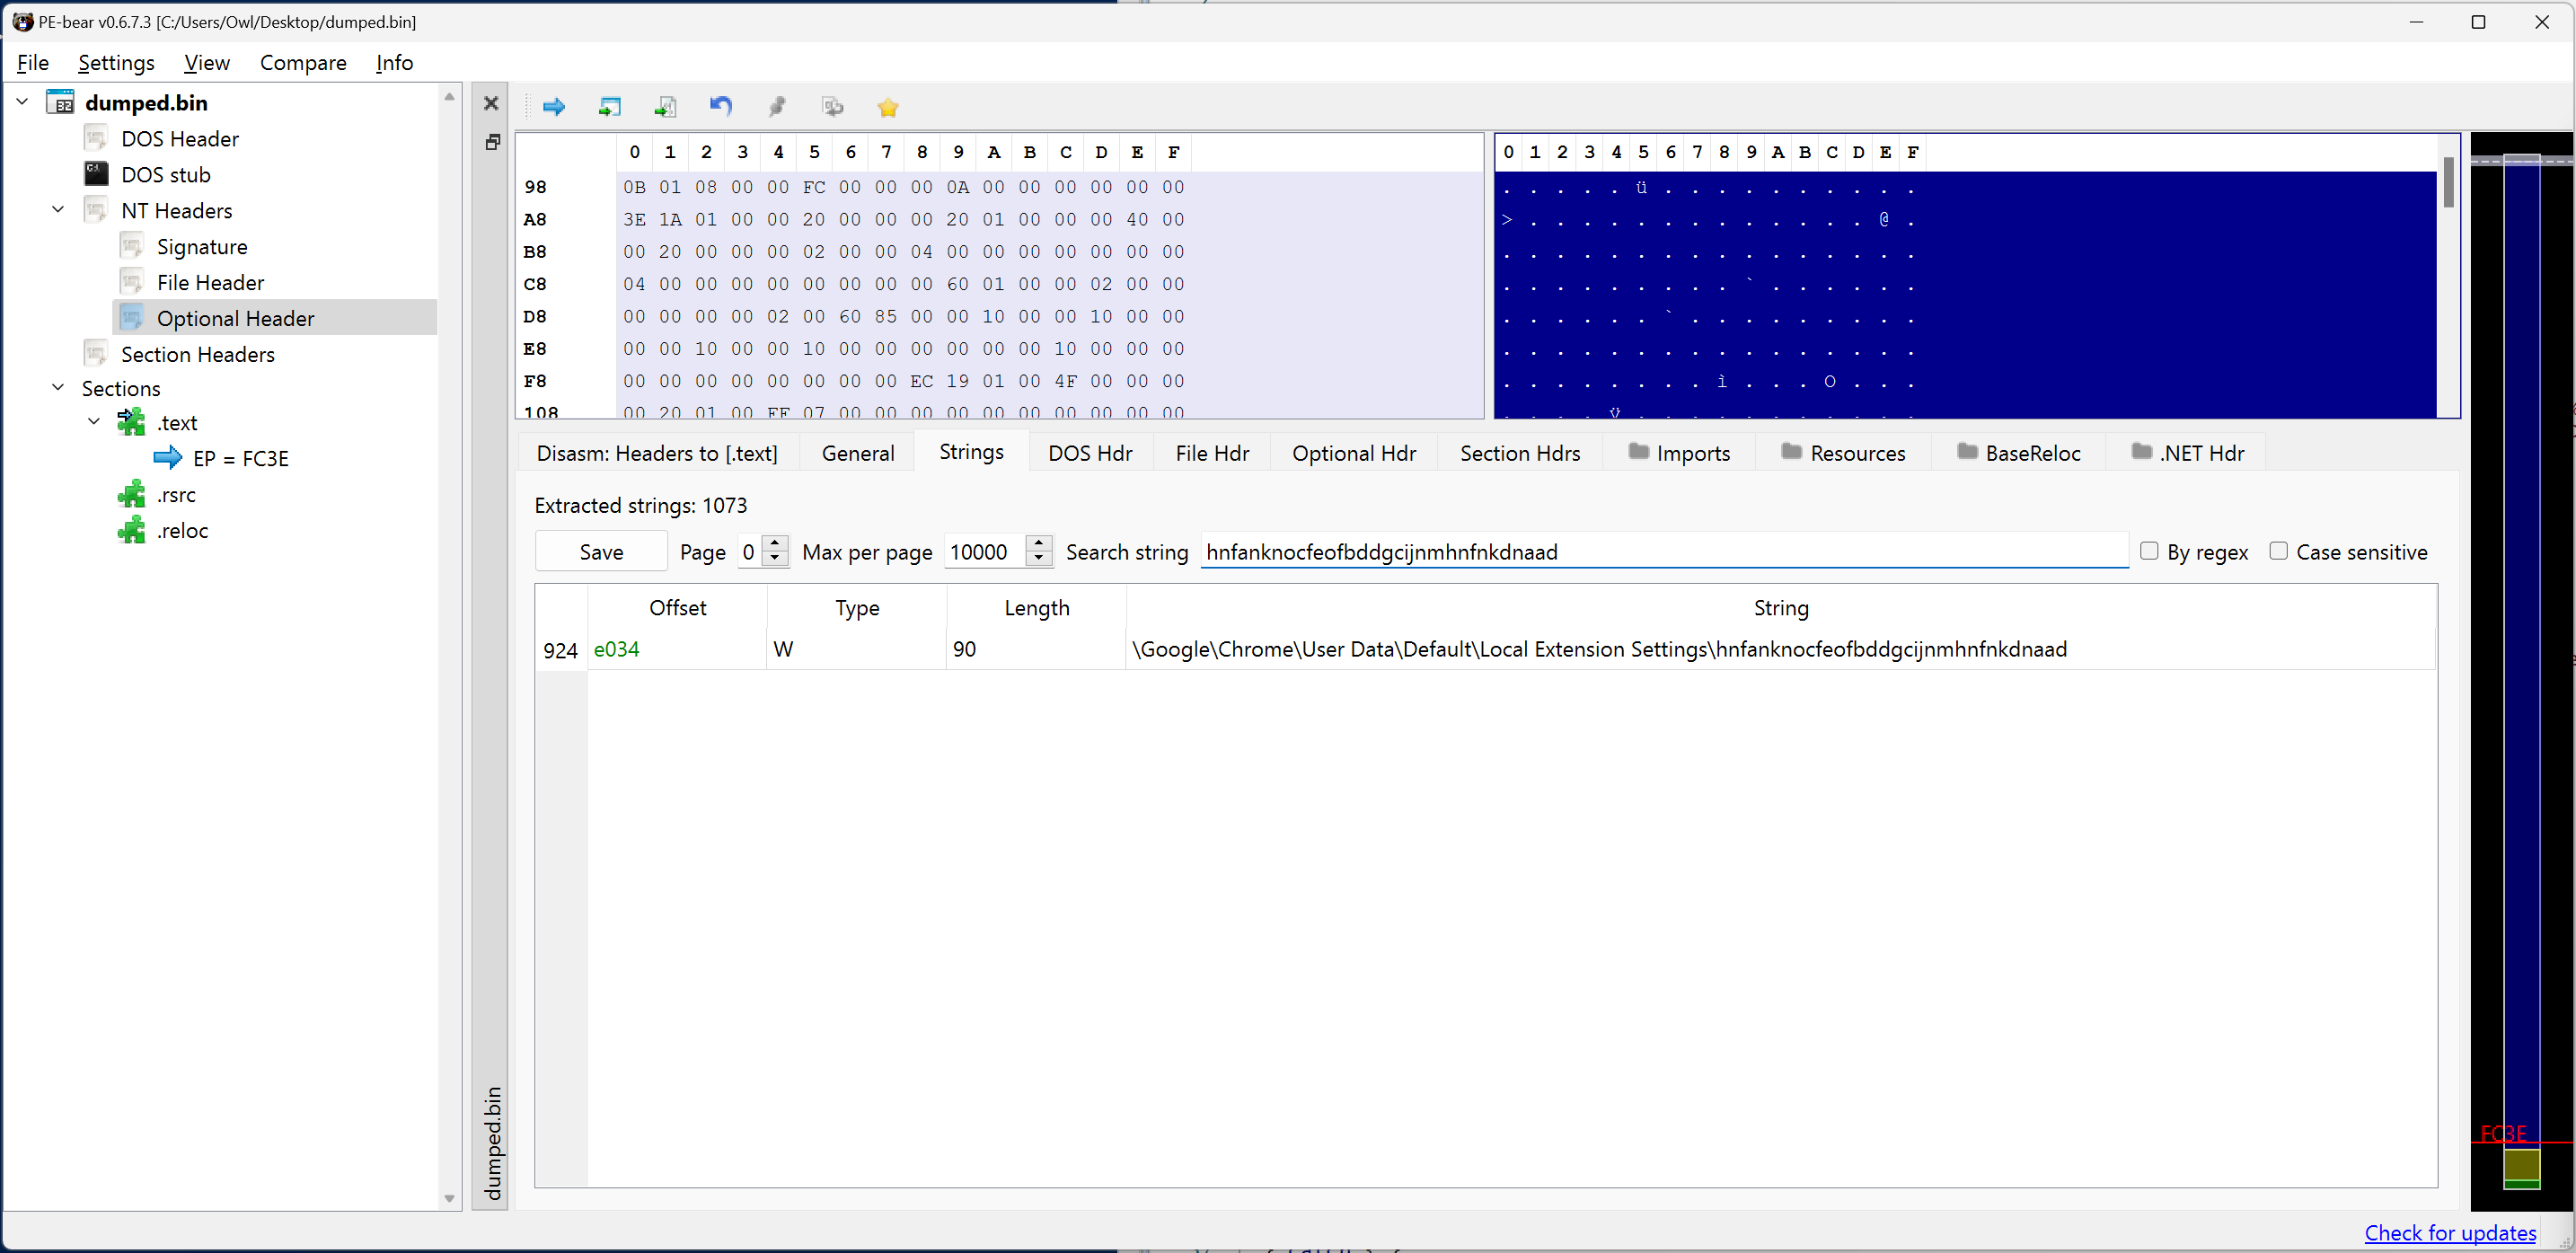 PE-bear v0.6.7.3 [C:/Users/Owl/Desktop/dumped.bin]
File Settings View Compare Info
dumped.bin
DOS Header
DOS stub
NT Headers
Signature
File Header
Optional Header
Section Headers
Sections
.text
EP = FC3E
.rsrc
.reloc
dumped.bin
0 1 2 3 4 5 6 7 8 9 A B C D E F
98 0B 01 08 00 00 FC 00 00 00 0A 00 00 00 00 00 00
A8 3E 1A 01 00 00 20 00 00 00 20 01 00 00 00 40 00
B8 00 20 00 00 00 02 00 00 04 00 00 00 00 00 00 00
C8 04 00 00 00 00 00 00 00 00 60 01 00 00 02 00 00
D8 00 00 00 00 02 00 60 85 00 00 10 00 00 10 00 00
E8 00 00 10 00 00 10 00 00 00 00 00 00 10 00 00 00
F8 00 00 00 00 00 00 00 00 EC 19 01 00 4F 00 00 00
108 00 20 01 00 FF 07 00 00 00 00 00 00 00 00 00 00
0 1 2 3 4 5 6 7 8 9 A B C D E F
. . . . . ü . . . . . . . . . .
> . . . . . . . . . . . . . @ .
. . . . . . . . . . . . . . . .
. . . . . . . . . ` . . . . . .
. . . . . . ` . . . . . . . . .
. . . . . . . . . . . . . . . .
. . . . . . . . ì . . . O . . .
. . . . ÿ . . . . . . . . . . .
Disasm: Headers to [.text] General Strings DOS Hdr File Hdr Optional Hdr Section Hdrs Imports Resources BaseReloc .NET Hdr
Extracted strings: 1073
Save Page 0 Max per page 10000 Search string hnfanknocfeofbddgcijnmhnfnkdnaad By regex Case sensitive
Offset Type Length String
924 e034 W 90 \Google\Chrome\User Data\Default\Local Extension Settings\hnfanknocfeofbddgcijnmhnfnkdnaad
FC3E
Check for updates